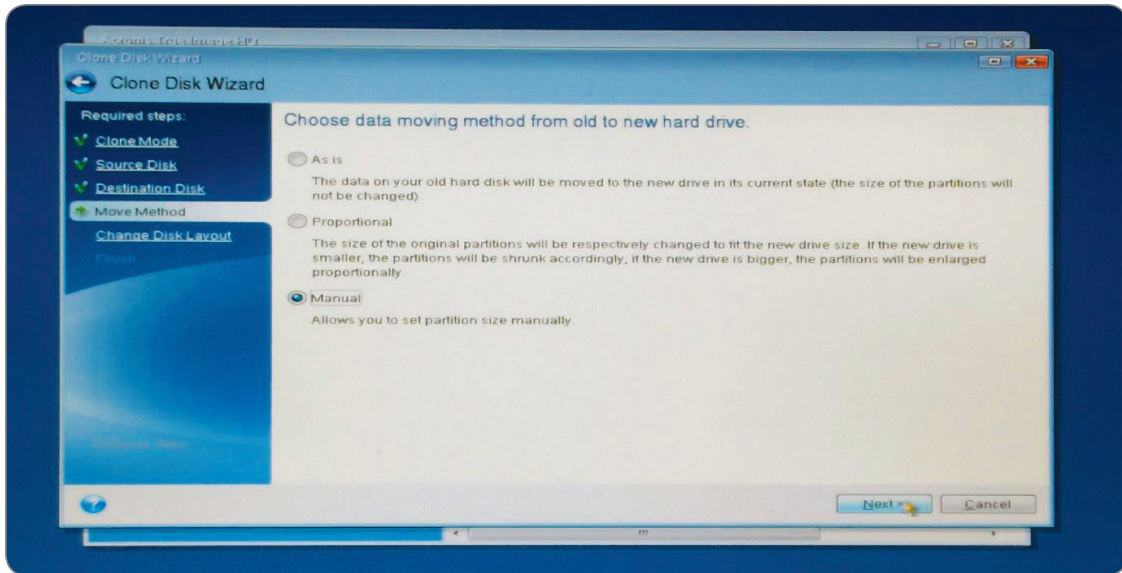 Clone Disk Wizard
Clone Disk Wizard
Required steps:
Clone Mode
Source Disk
Destination Disk
Move Method
Change Disk Layout
Finish
Choose data moving method from old to new hard drive.
As is
The data on your old hard disk will be moved to the new drive in its current state (the size of the partitions will
not be changed).
Proportional
The size of the original partitions will be respectively changed to fit the new drive size. If the new drive is
smaller, the partitions will be shrunk accordingly; if the new drive is bigger, the partitions will be enlarged
proportionally.
Manual
Allows you to set partition size manually.
Next >
Cancel